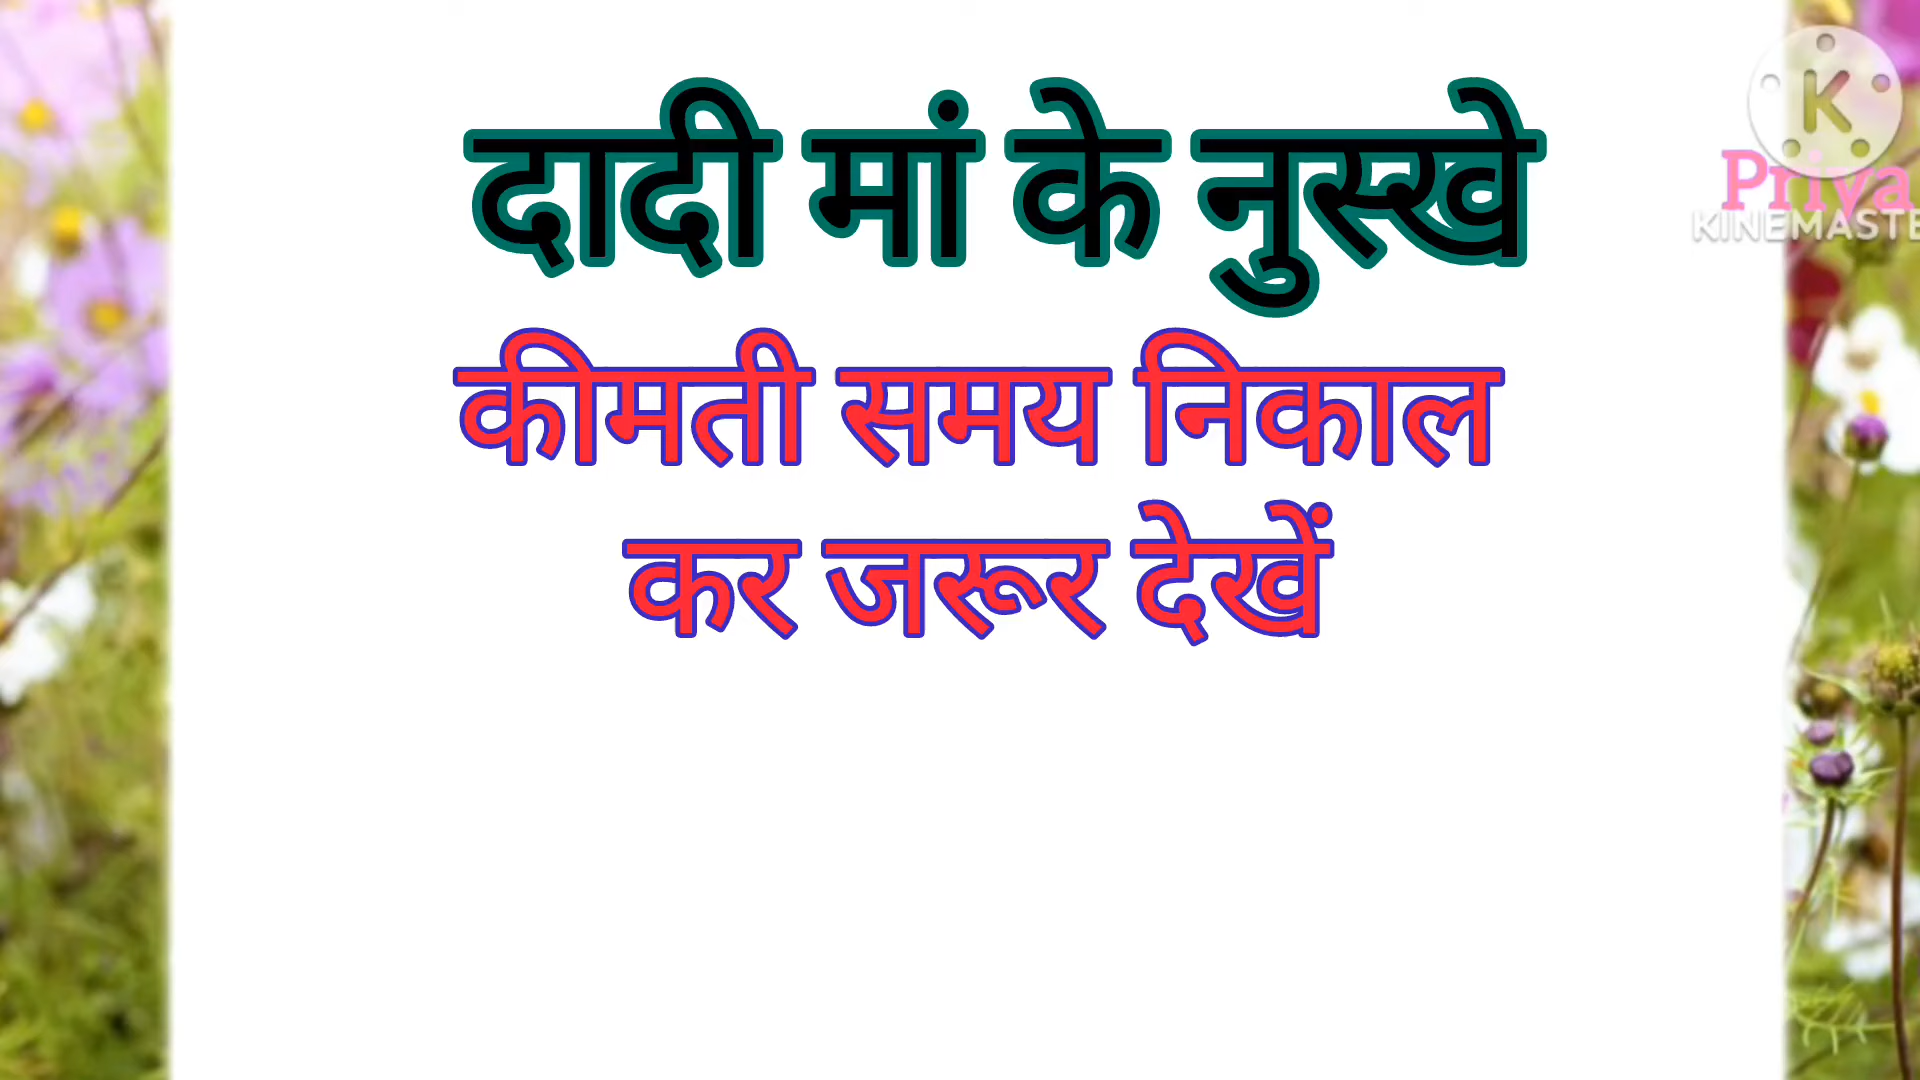 दादी मां के नुस्खे
कीमती समय निकाल
कर जरूर देखें
K
Priya
KINEMASTE